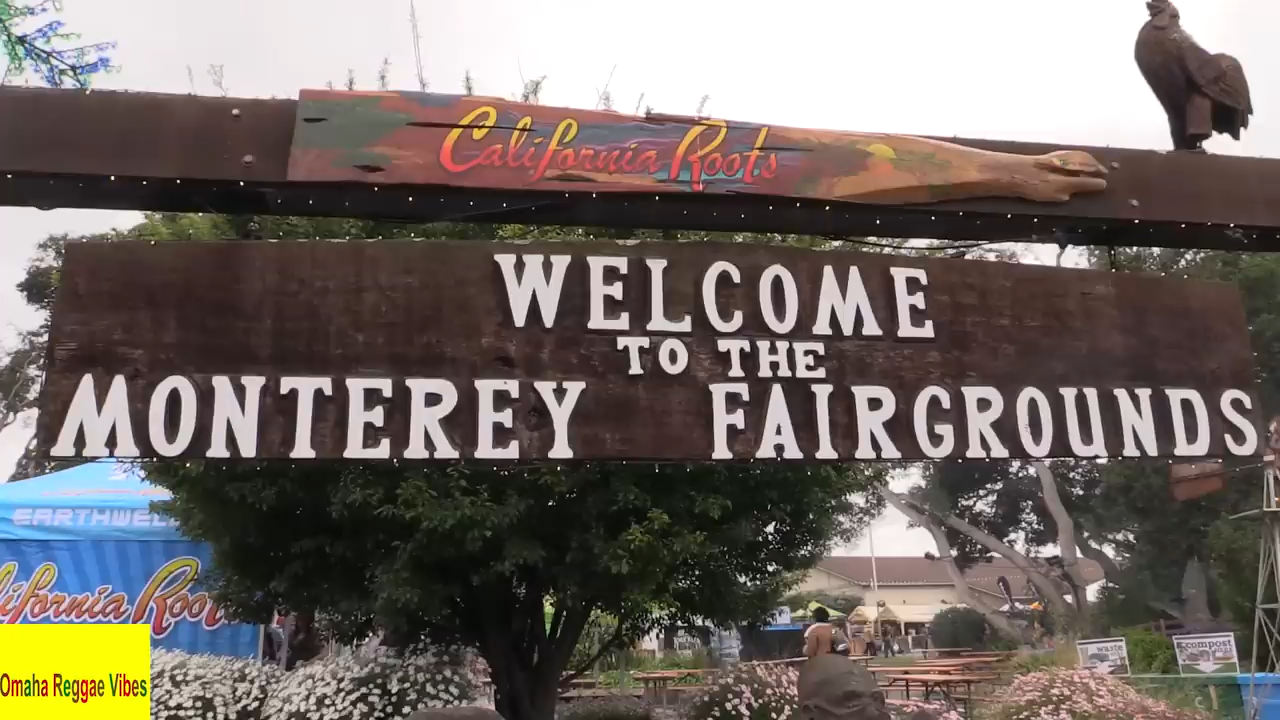 California Roots
WELCOME
TO THE
MONTEREY FAIRGROUNDS
EARTHWELL
California Roots
Omaha Reggae Vibes
waste
compost